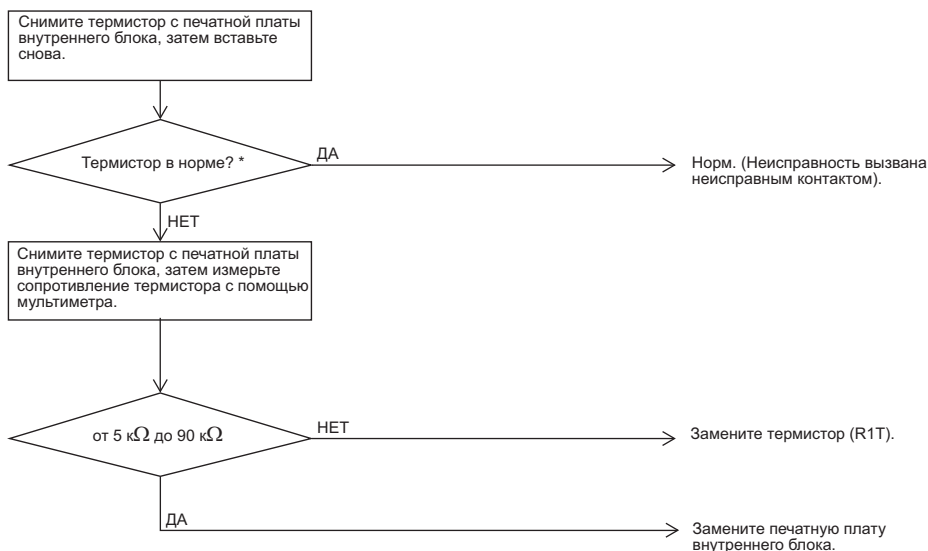 Снимите термистор с печатной платы
внутреннего блока, затем вставьте
снова.
Термистор в норме? *
ДА
Норм. (Неисправность вызвана
неисправным контактом).
НЕТ
Снимите термистор с печатной платы
внутреннего блока, затем измерьте
сопротивление термистора с помощью
мультиметра.
от 5 кΩ до 90 кΩ
НЕТ
Замените термистор (R1T).
ДА
Замените печатную плату
внутреннего блока.